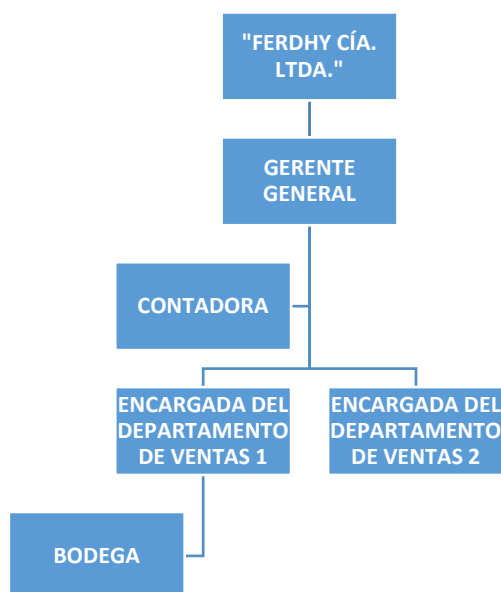 "FERDHY CÍA.
LTDA."
GERENTE
GENERAL
CONTADORA
ENCARGADA DEL
DEPARTAMENTO
DE VENTAS 1
ENCARGADA DEL
DEPARTAMENTO
DE VENTAS 2
BODEGA